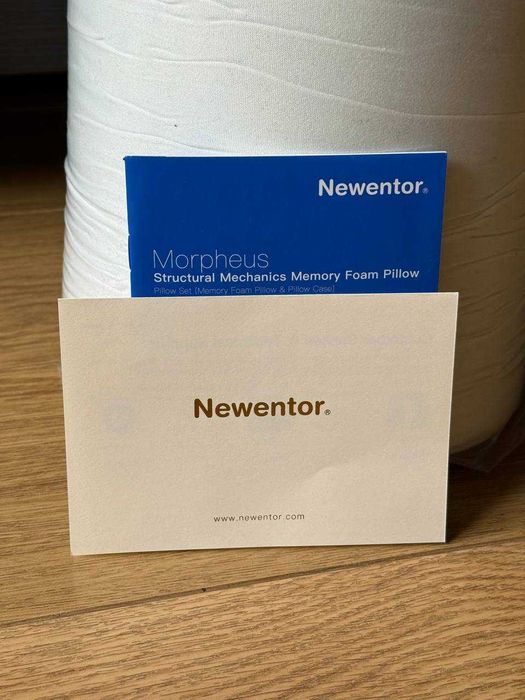 Newentor®
Morpheus
Structural Mechanics Memory Foam Pillow
Pillow Set (Memory Foam Pillow & Pillow Case)
Newentor®
www.newentor.com